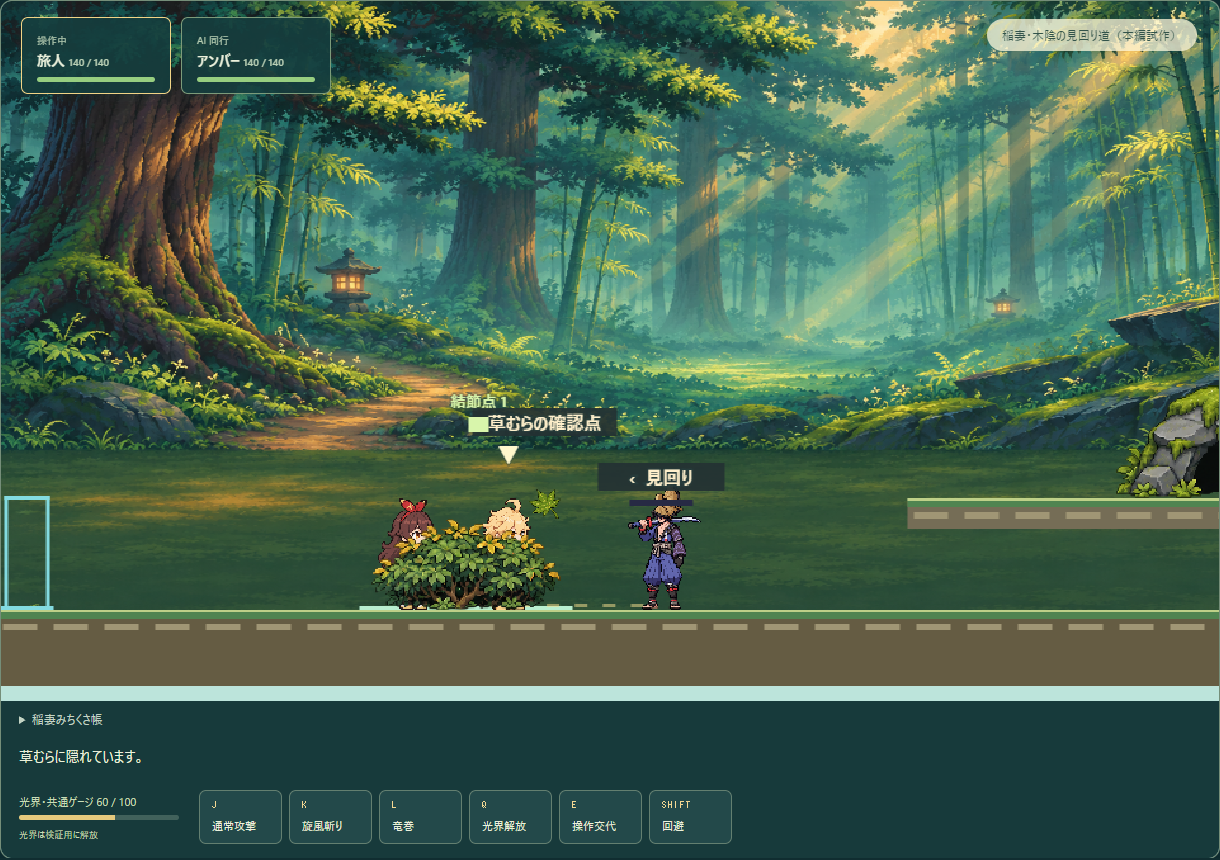 操作中
旅人 140 / 140
AI 同行
アンバー 140 / 140
稲妻・木陰の見回り道（本編試作）
結節点 1
草むらの確認点
‹ 見回り
▶ 稲妻みちくさ帳
草むらに隠れています。
光界・共通ゲージ 60 / 100
光界は検証用に解放
J
通常攻撃
K
旋風斬り
L
竜巻
Q
光界解放
E
操作交代
SHIFT
回避